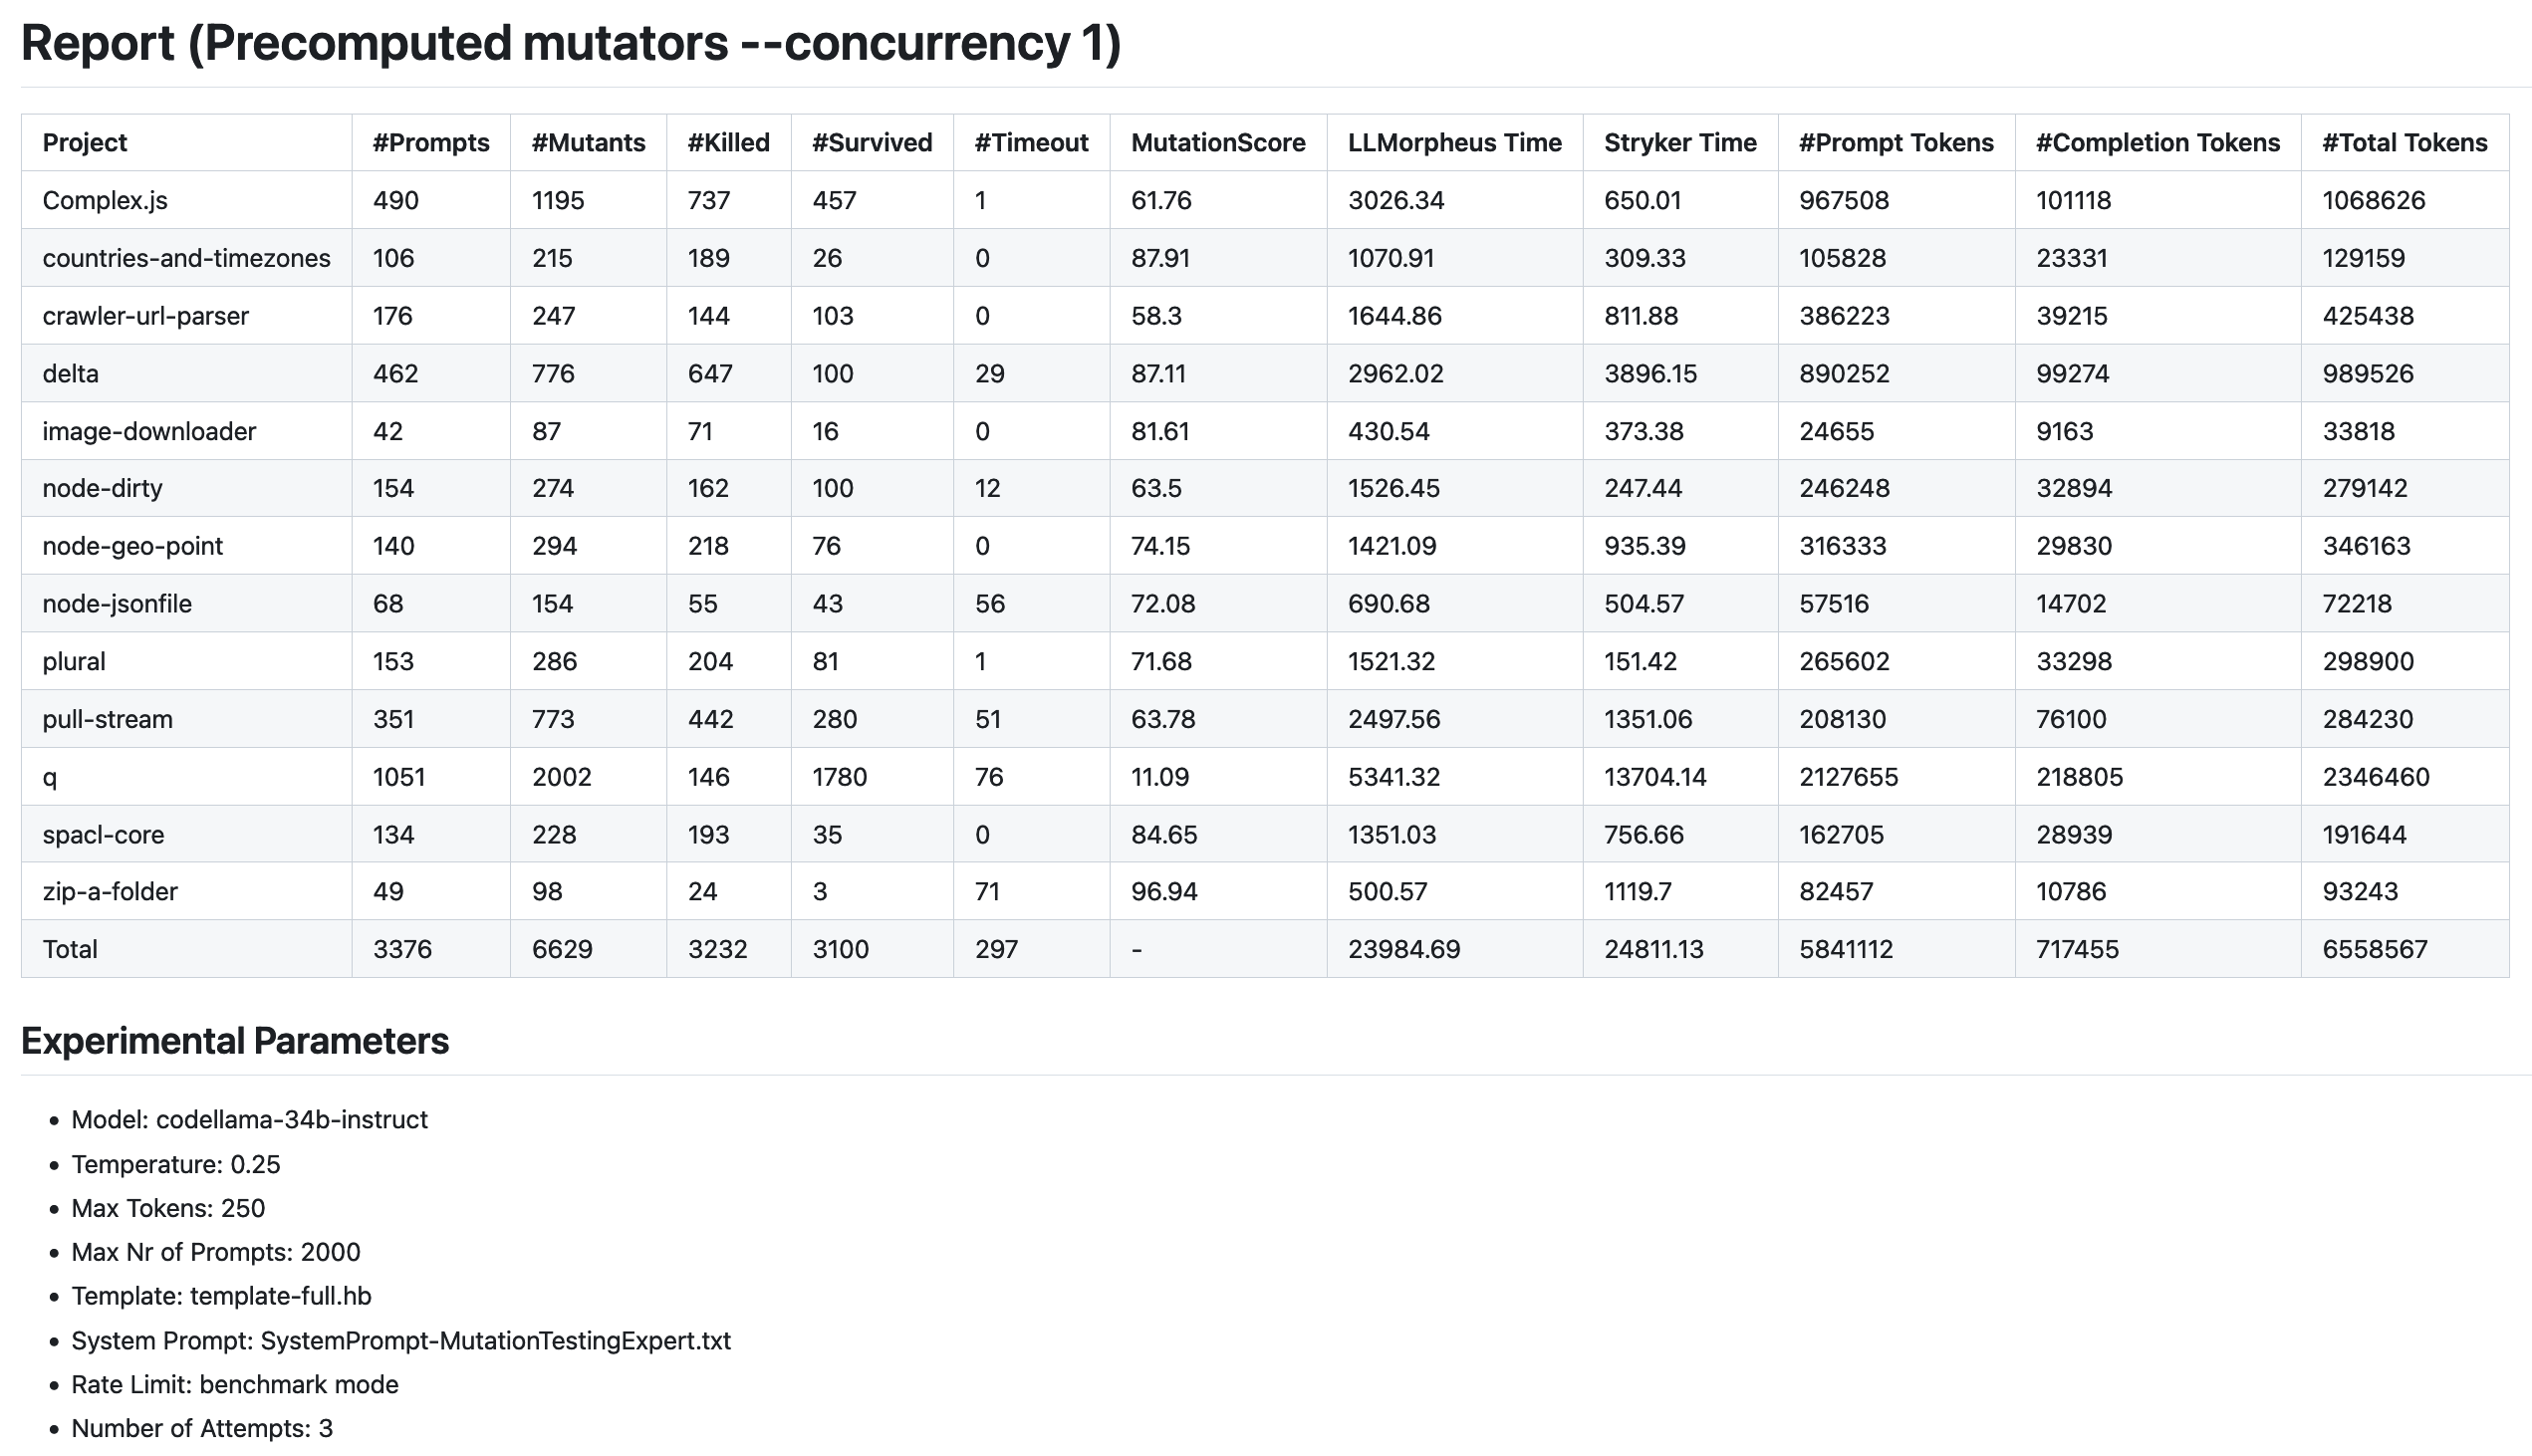 Report (Precomputed mutators --concurrency 1)
Project #Prompts #Mutants #Killed #Survived #Timeout MutationScore LLMorpheus Time Stryker Time #Prompt Tokens #Completion Tokens #Total Tokens
Complex.js 490 1195 737 457 1 61.76 3026.34 650.01 967508 101118 1068626
countries-and-timezones 106 215 189 26 0 87.91 1070.91 309.33 105828 23331 129159
crawler-url-parser 176 247 144 103 0 58.3 1644.86 811.88 386223 39215 425438
delta 462 776 647 100 29 87.11 2962.02 3896.15 890252 99274 989526
image-downloader 42 87 71 16 0 81.61 430.54 373.38 24655 9163 33818
node-dirty 154 274 162 100 12 63.5 1526.45 247.44 246248 32894 279142
node-geo-point 140 294 218 76 0 74.15 1421.09 935.39 316333 29830 346163
node-jsonfile 68 154 55 43 56 72.08 690.68 504.57 57516 14702 72218
plural 153 286 204 81 1 71.68 1521.32 151.42 265602 33298 298900
pull-stream 351 773 442 280 51 63.78 2497.56 1351.06 208130 76100 284230
q 1051 2002 146 1780 76 11.09 5341.32 13704.14 2127655 218805 2346460
spacl-core 134 228 193 35 0 84.65 1351.03 756.66 162705 28939 191644
zip-a-folder 49 98 24 3 71 96.94 500.57 1119.7 82457 10786 93243
Total 3376 6629 3232 3100 297 - 23984.69 24811.13 5841112 717455 6558567
Experimental Parameters
• Model: codellama-34b-instruct
• Temperature: 0.25
• Max Tokens: 250
• Max Nr of Prompts: 2000
• Template: template-full.hb
• System Prompt: SystemPrompt-MutationTestingExpert.txt
• Rate Limit: benchmark mode
• Number of Attempts: 3